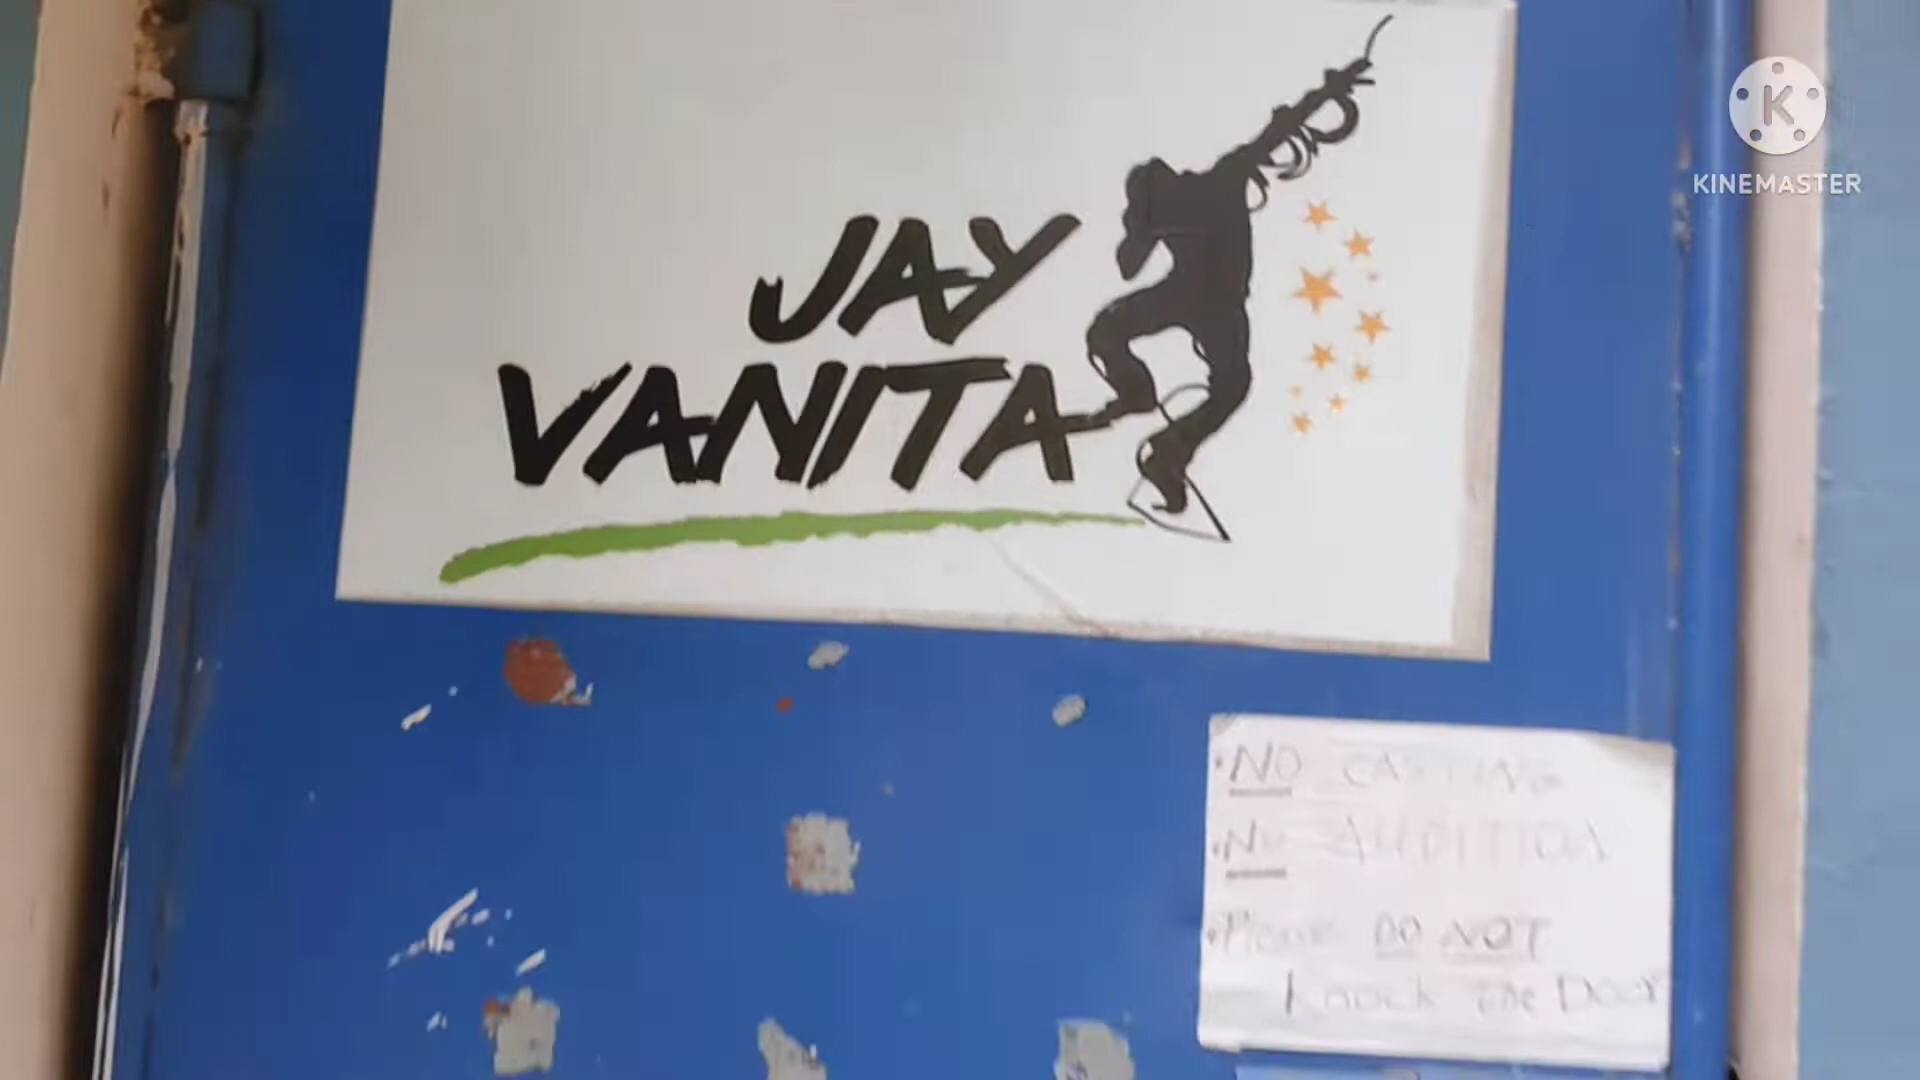 JAY
VANITA
K
KINEMASTER
• NO CASTING
• No AUDITION
• Please DO NOT
Knock The Door